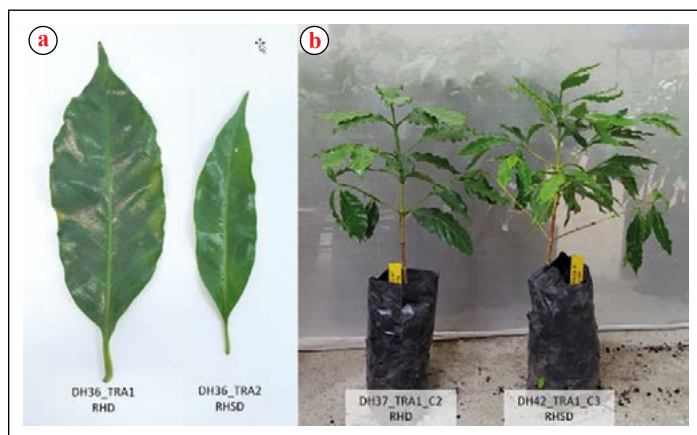 a
b
DH36_TRA1
RHD
DH36_TRA2
RHSD
DH37_TRA1_C2
RHD
DH42_TRA1_C3
RHSD